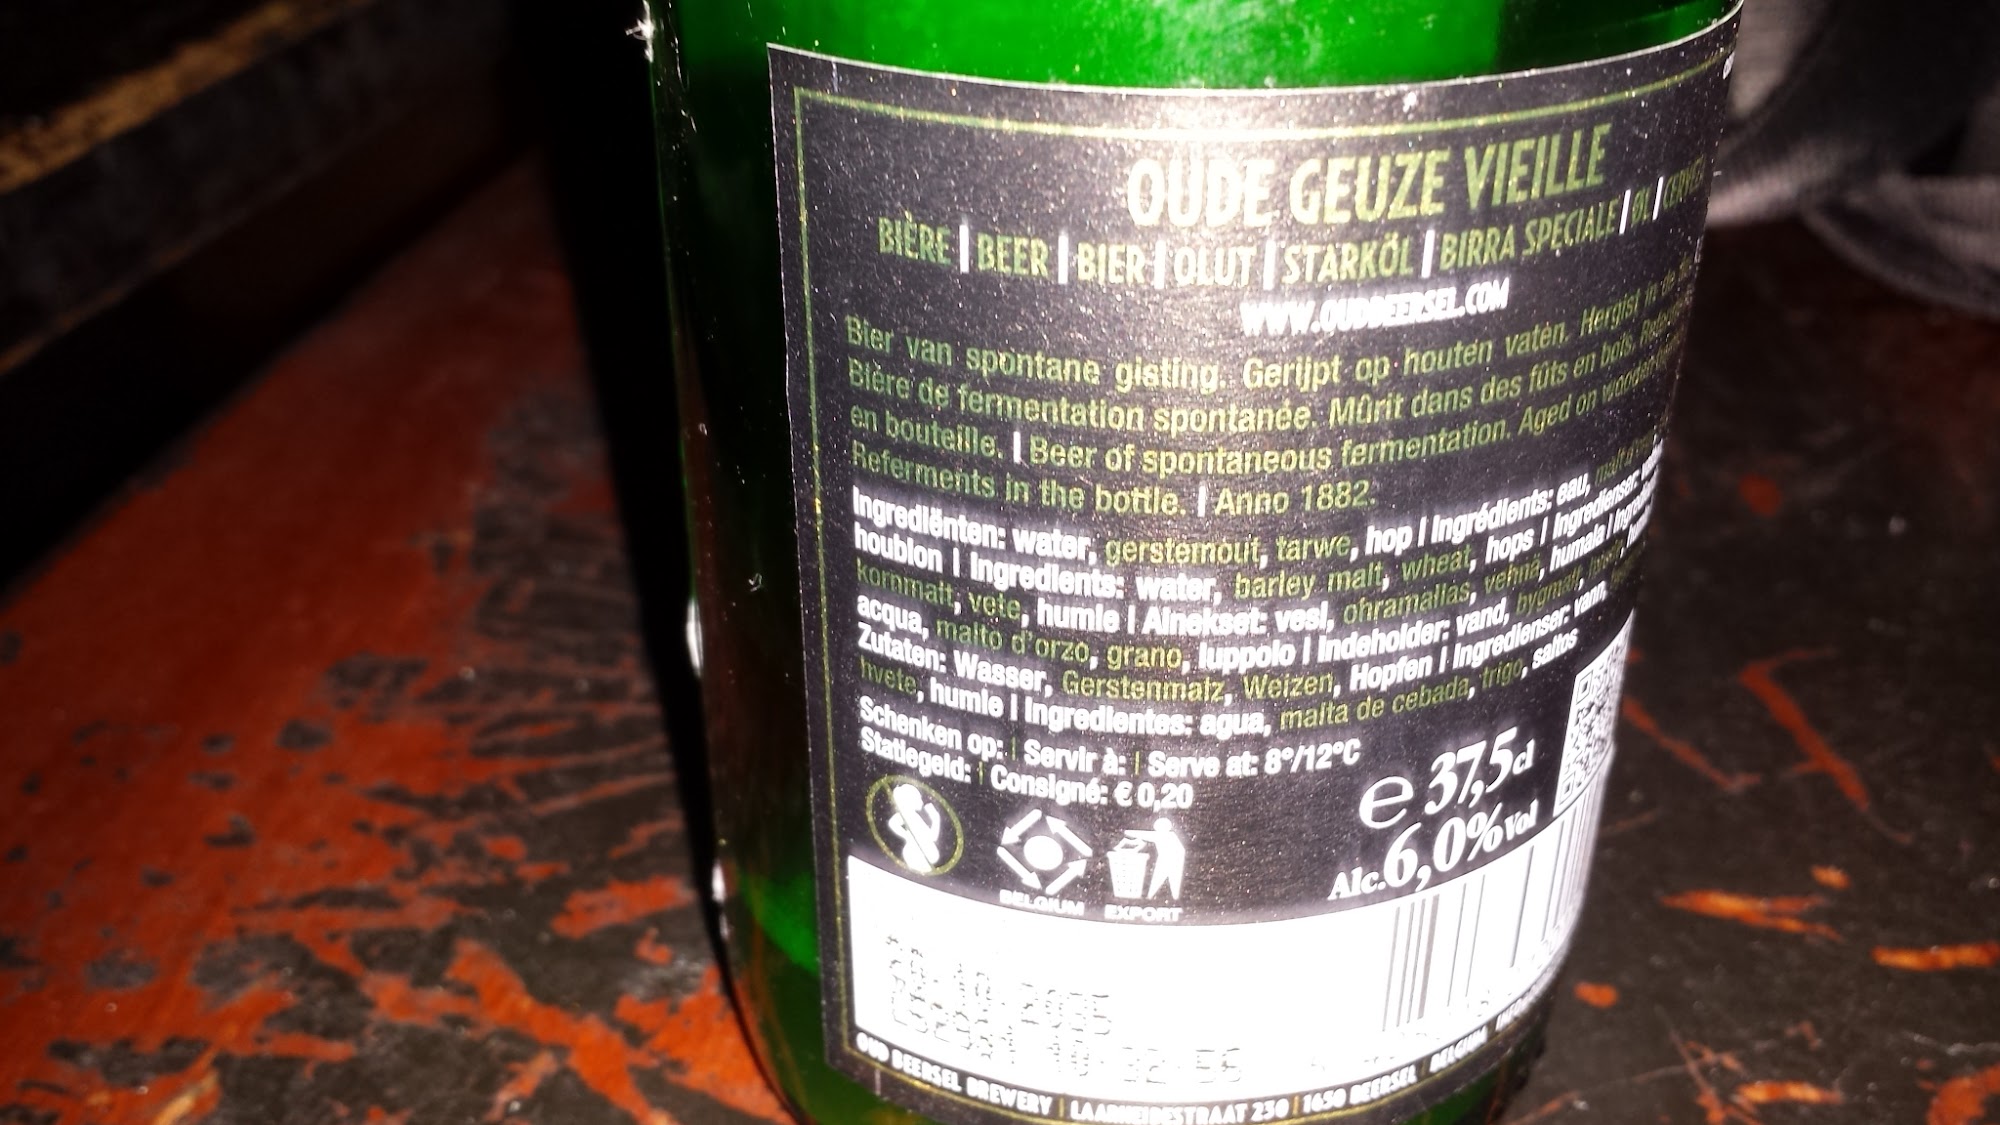 OUDE GEUZE VIEILLE
BIÈRE | BEER | BIER | OLUT | STARKÖL | BIRRA SPECIALE | ØL |
WWW.OUDBEERSEL.COM
Bier van spontane gisting. Gerijpt op houten vaten. Hergist in de
Bière de fermentation spontanée. Mûrit dans des fûts en bois.
en bouteille. | Beer of spontaneous fermentation. Aged on
Referments in the bottle. | Anno 1882.
Ingrediënten: water, gerstemout, tarwe, hop | Ingrédients: eau,
houblon | Ingredients: water, barley malt, wheat, hops | Ingredienser:
kornmalt, vete, humle | Ainekset: vesi, ohramallas, vehnä, humala |
acqua, malto d'orzo, grano, luppolo | Indeholder: vand, bygmalt,
Zutaten: Wasser, Gerstenmalz, Weizen, Hopfen | Ingredienser: vann,
hvete, humle | Ingredientes: agua, malta de cebada, trigo, saltos
Schenken op: | Servir à: | Serve at: 8°/12°C
Statiegeld: | Consigné: € 0,20
e 37,5cl
Alc.6,0%Vol
BELGIUM EXPORT
10:32:55
OUD BEERSEL BREWERY | LAARHEIDESTRAAT 230 | 1650 BEERSEL | BELGIUM